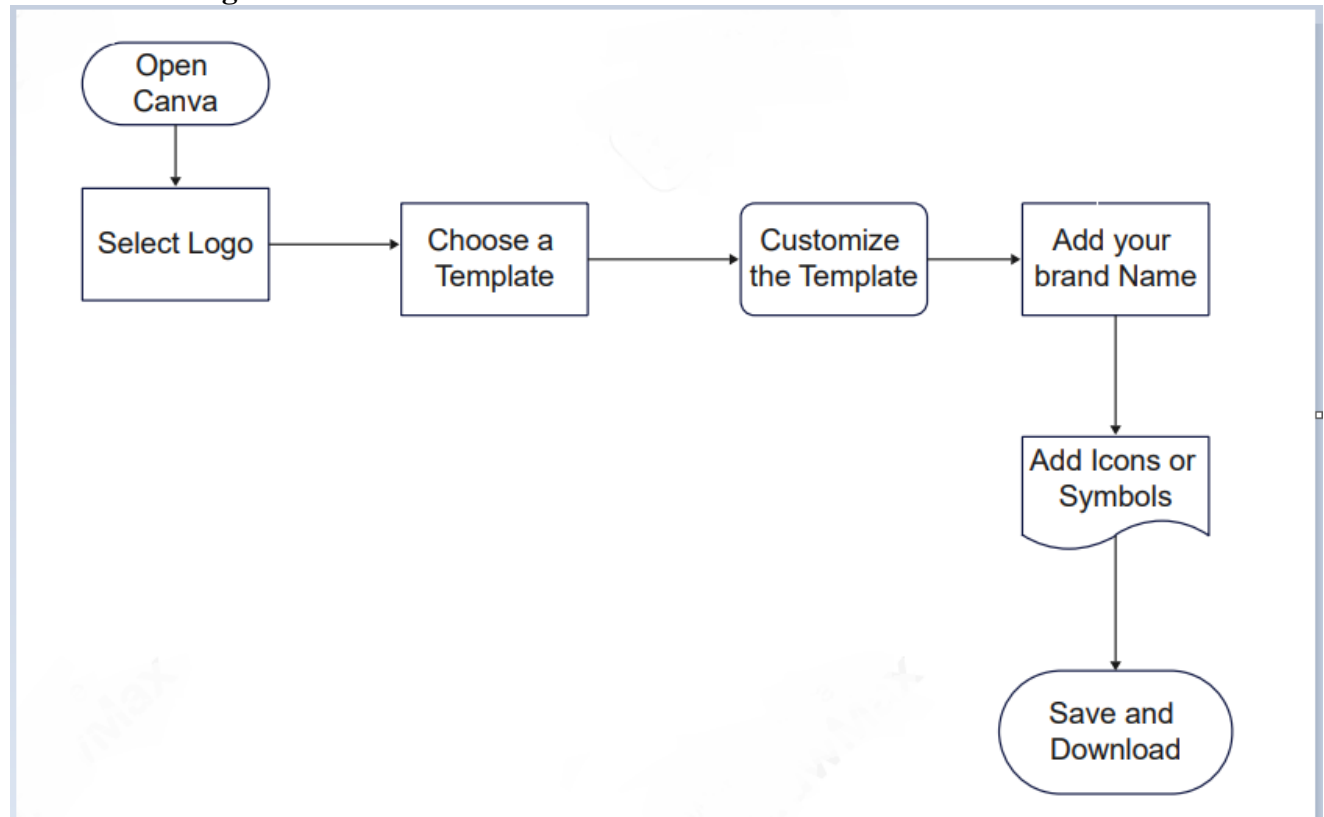 Open
Canva
Select Logo
Choose a
Template
Customize
the Template
Add your
brand Name
Add Icons or
Symbols
Save and
Download